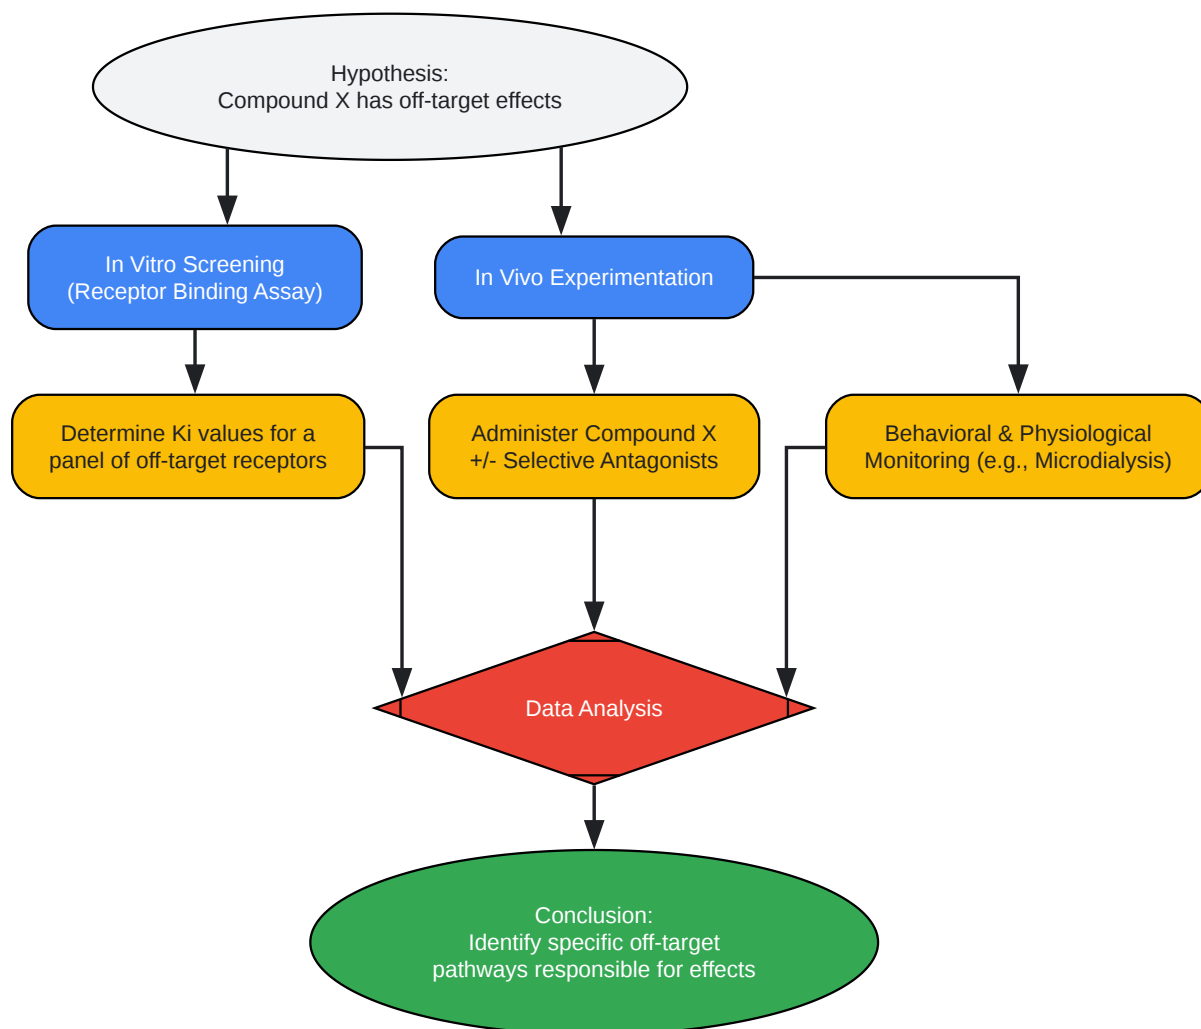 Hypothesis:
Compound X has off-target effects
In Vitro Screening
(Receptor Binding Assay)
In Vivo Experimentation
Determine Ki values for a
panel of off-target receptors
Administer Compound X
+/- Selective Antagonists
Behavioral & Physiological
Monitoring (e.g., Microdialysis)
Data Analysis
Conclusion:
Identify specific off-target
pathways responsible for effects